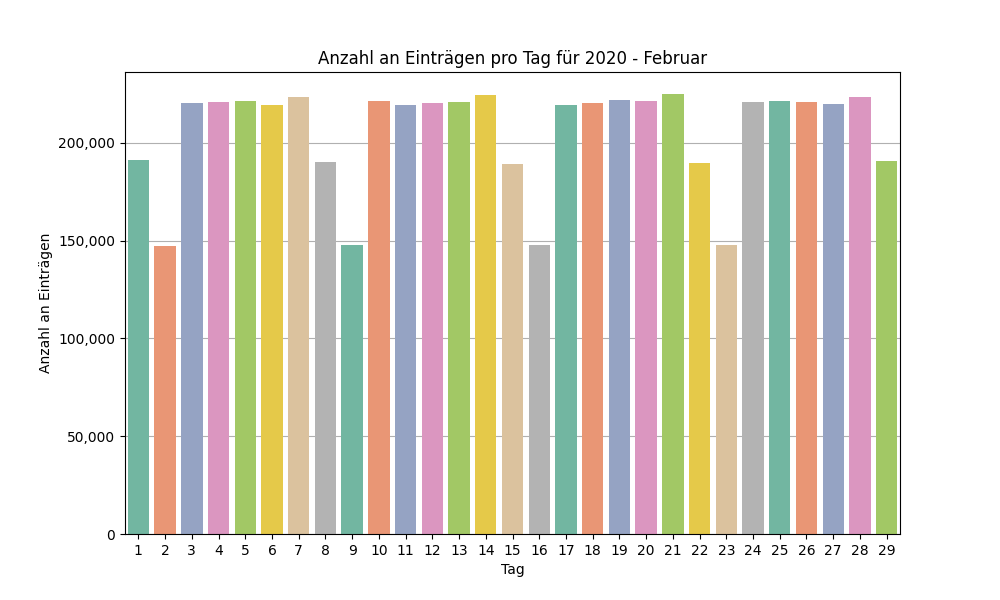 Anzahl an Einträgen pro Tag für 2020 - Februar
Anzahl an Einträgen
200,000
150,000
100,000
50,000
0
1 2 3 4 5 6 7 8 9 10 11 12 13 14 15 16 17 18 19 20 21 22 23 24 25 26 27 28 29
Tag